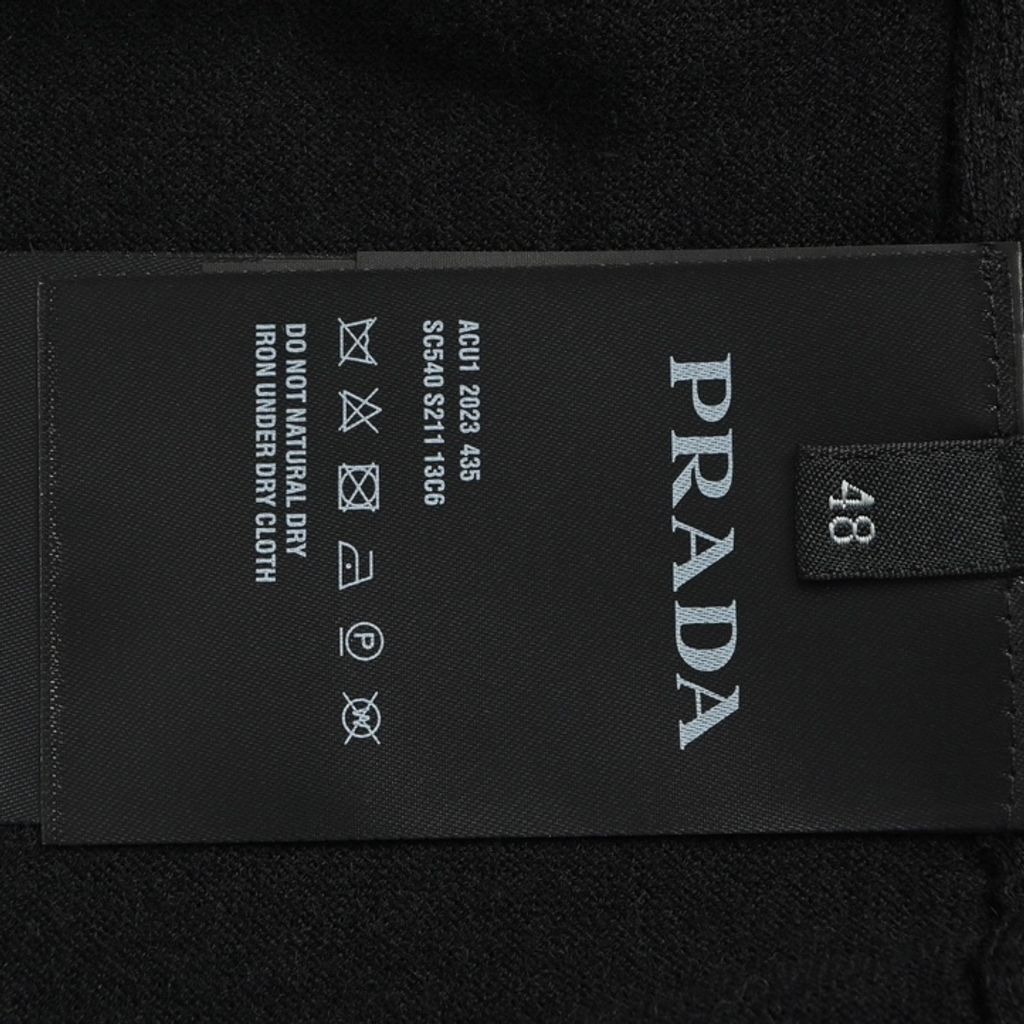 48
PRADA
ACU1 2023 435
SC540 S211 13C6
P
W
DO NOT NATURAL DRY
IRON UNDER DRY CLOTH